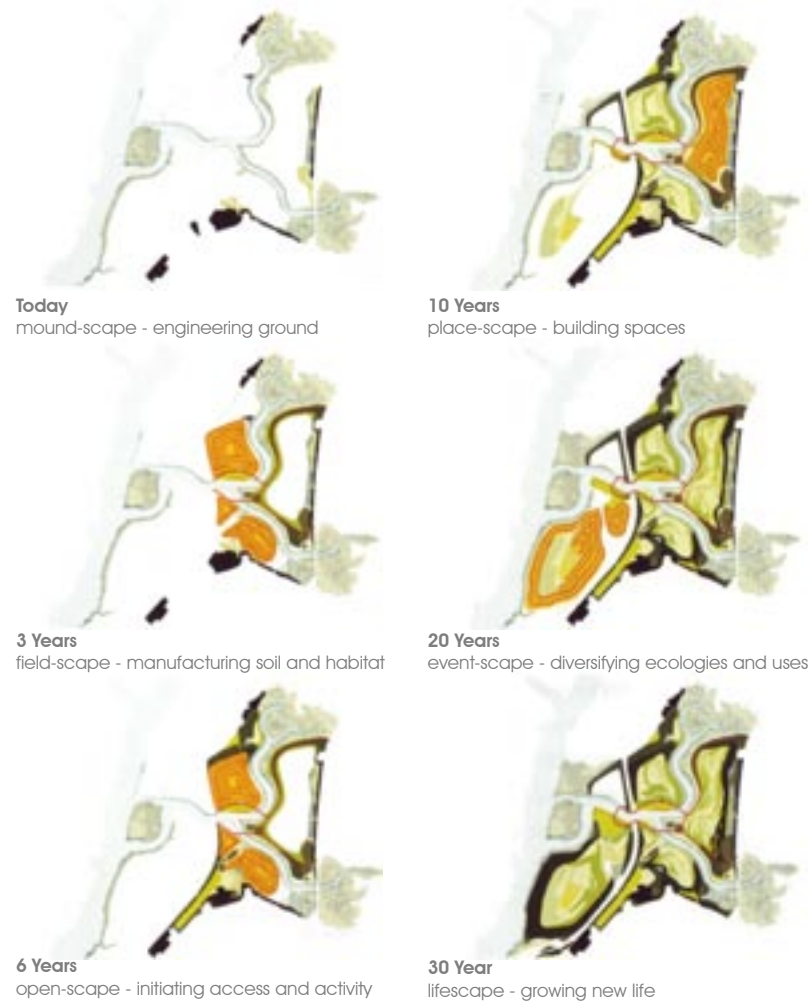 Today
mound-scape - engineering ground
3 Years
field-scape - manufacturing soil and habitat
6 Years
open-scape - initiating access and activity
10 Years
place-scape - building spaces
20 Years
event-scape - diversifying ecologies and uses
30 Year
lifescape - growing new life